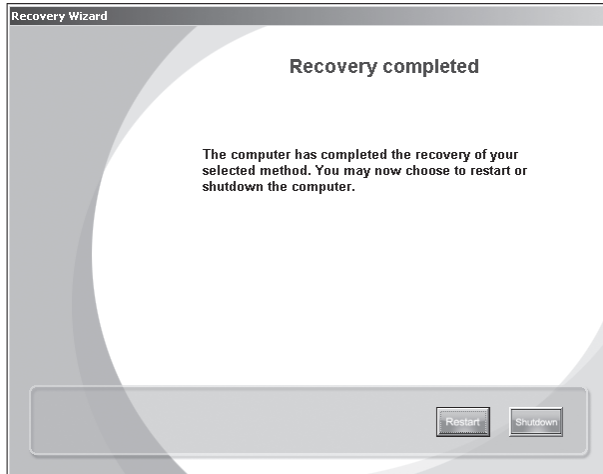 Recovery Wizard
Recovery completed
The computer has completed the recovery of your
selected method. You may now choose to restart or
shutdown the computer.
Restart Shutdown